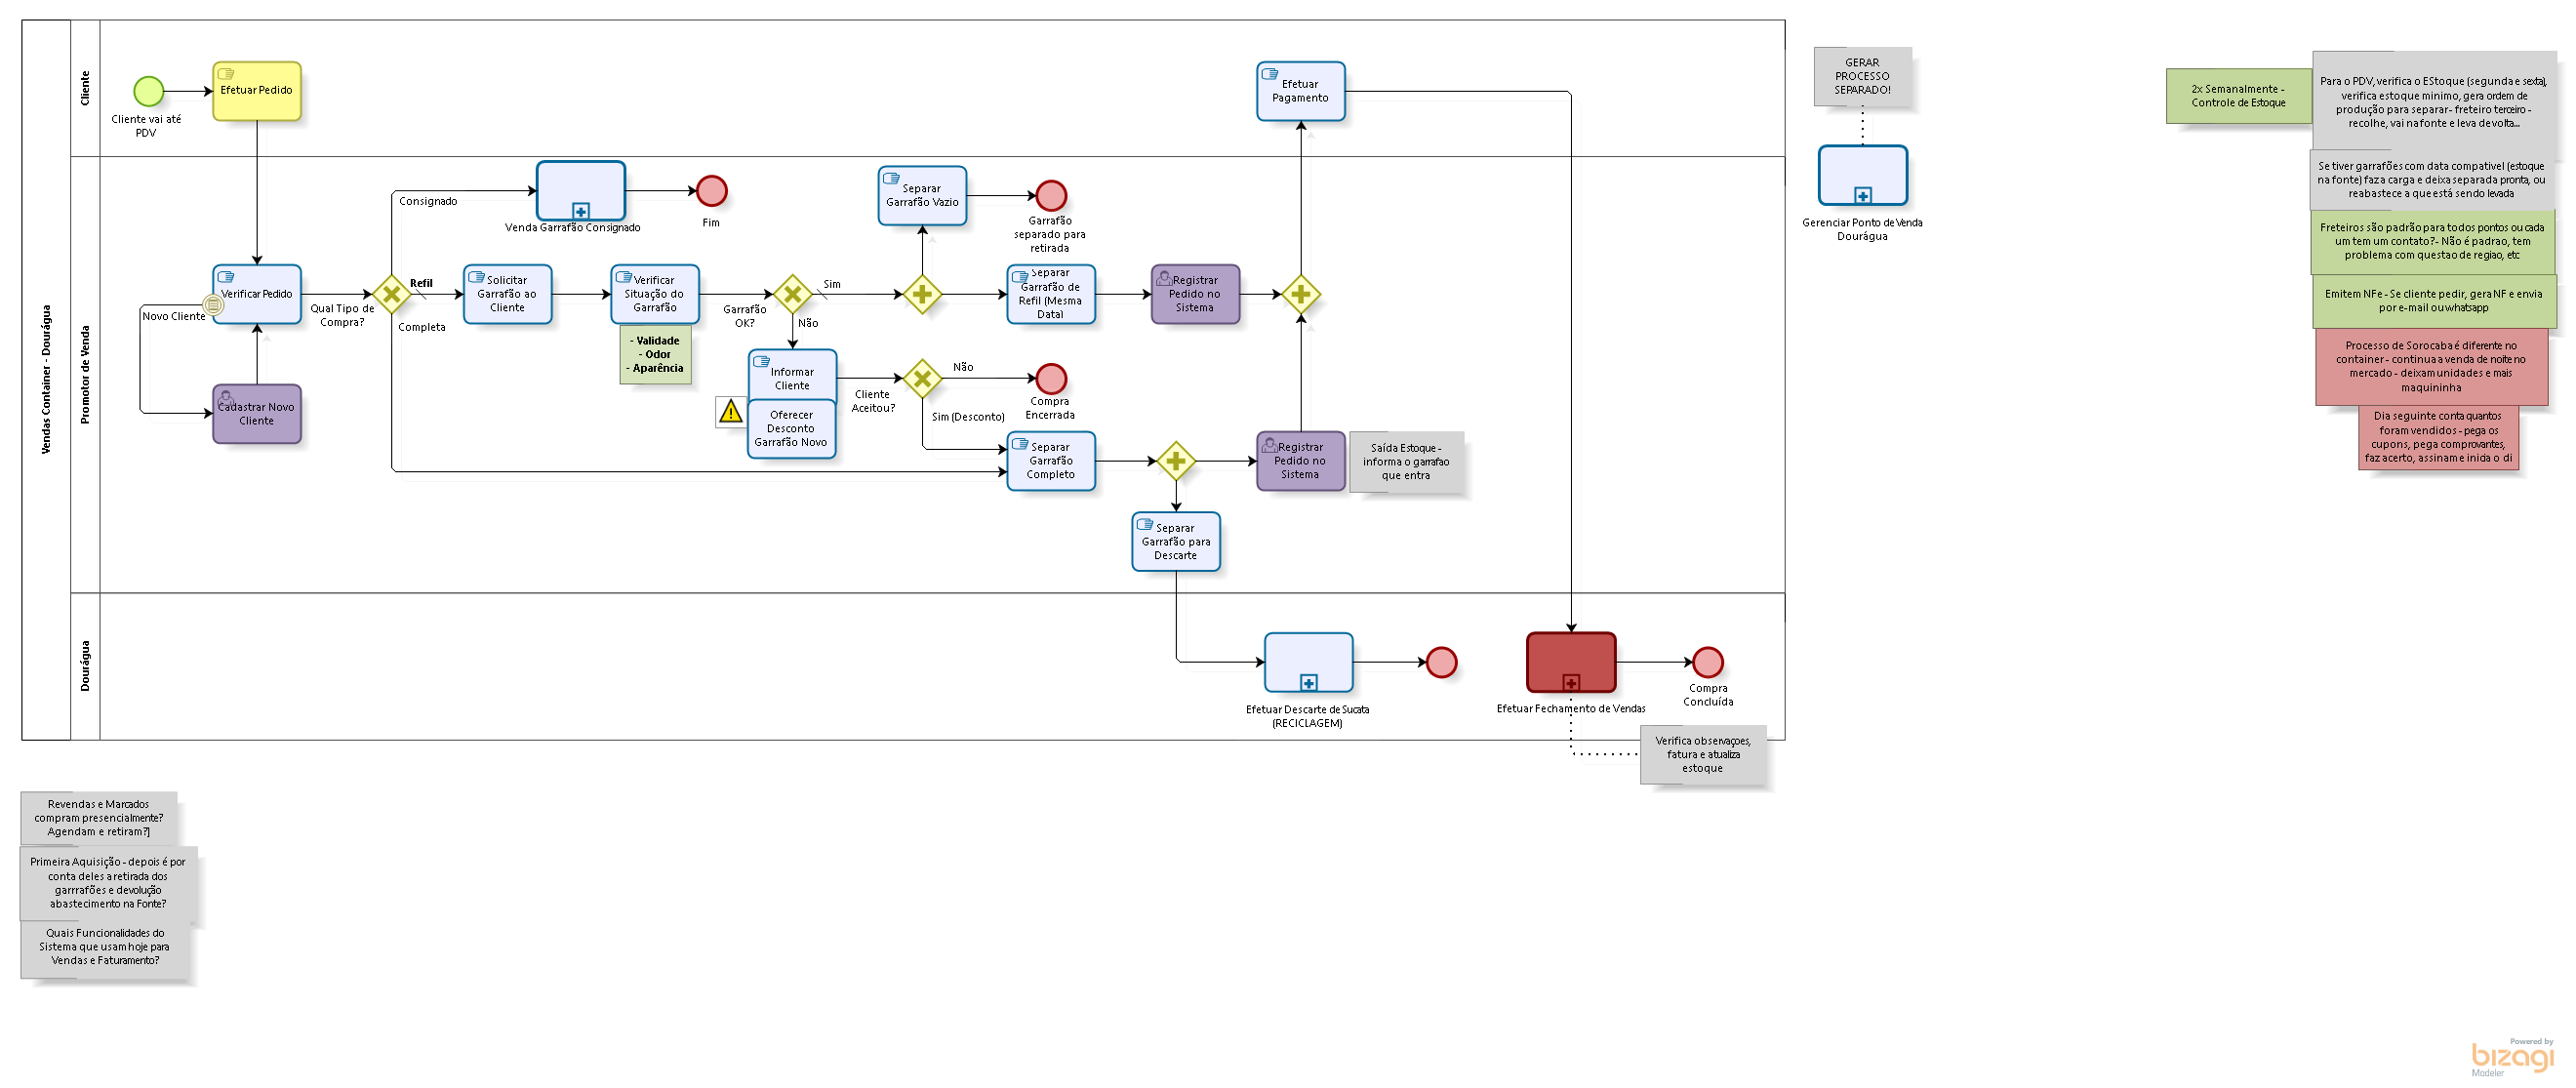 Vendas Container - Dourágua
Cliente
Promotor de Venda
Dourágua
Cliente vai até
PDV
Efetuar Pedido
Efetuar
Pagamento
Consignado
Venda Garrafão Consignado
Fim
Separar
Garrafão Vazio
Garrafão
separado para
retirada
Verificar Pedido
Novo Cliente
Cadastrar Novo
Cliente
Qual Tipo de
Compra?
Refil
Completa
Solicitar
Garrafão ao
Cliente
Verificar
Situação do
Garrafão
- Validade
- Odor
- Aparência
Garrafão
OK?
Sim
Não
Separar
Garrafão de
Refil (Mesma
Data)
Registrar
Pedido no
Sistema
Informar
Cliente
Oferecer
Desconto
Garrafão Novo
Cliente
Aceitou?
Não
Compra
Encerrada
Sim (Desconto)
Separar
Garrafão
Completo
Registrar
Pedido no
Sistema
Saída Estoque -
informa o garrafao
que entra
Separar
Garrafão para
Descarte
Efetuar Descarte de Sucata
(RECICLAGEM)
Efetuar Fechamento de Vendas
Compra
Concluída
Verifica observaçoes,
fatura e atualiza
estoque
GERAR
PROCESSO
SEPARADO!
Gerenciar Ponto de Venda
Dourágua
2x Semanalmente -
Controle de Estoque
Para o PDV, verifica o EStoque (segunda e sexta),
verifica estoque minimo, gera ordem de
produção para separar - freteiro terceiro -
recolhe, vai na fonte e leva de volta...
Se tiver garrafões com data compativel (estoque
na fonte) faz a carga e deixa separada pronta, ou
reabastece a que está sendo levada
Freteiros são padrão para todos pontos ou cada
um tem um contato? - Não é padrao, tem
problema com questao de regiao, etc
Emitem NFe - Se cliente pedir, gera NF e envia
por e-mail ou whatsapp
Processo de Sorocaba é diferente no
container - continua a venda de noite no
mercado - deixam unidades e mais
maquininha
Dia seguinte conta quantos
foram vendidos - pega os
cupons, pega comprovantes,
faz acerto, assina m e inicia o di
Revendas e Marcados
compram presencialmente?
Agendam e retiram?]
Primeira Aquisição - depois é por
conta deles a retirada dos
garrrafões e devolução
abastecimento na Fonte?
Quais Funcionalidades do
Sistema que usam hoje para
Vendas e Faturamento?
Powered by
bizagi
Modeler